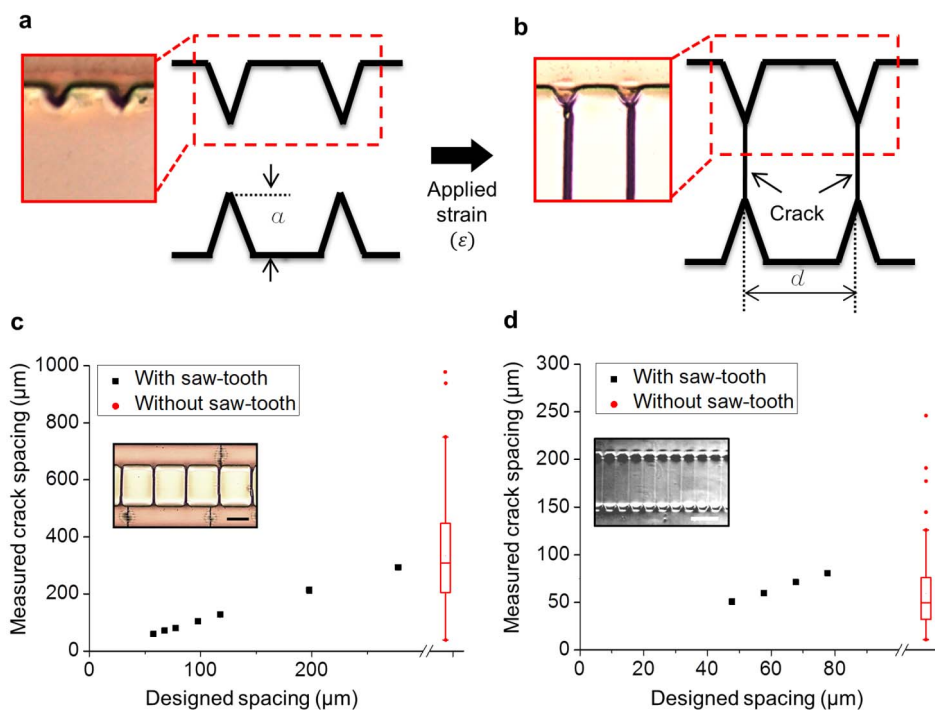 a
b
a
Applied
strain
(ε)
Crack
d
c
d
1000
800
600
400
200
0
0
100
200
Measured crack spacing (µm)
Designed spacing (µm)
With saw-tooth
Without saw-tooth
300
250
200
150
100
50
0
0
20
40
60
80
Measured crack spacing (µm)
Designed spacing (µm)
With saw-tooth
Without saw-tooth